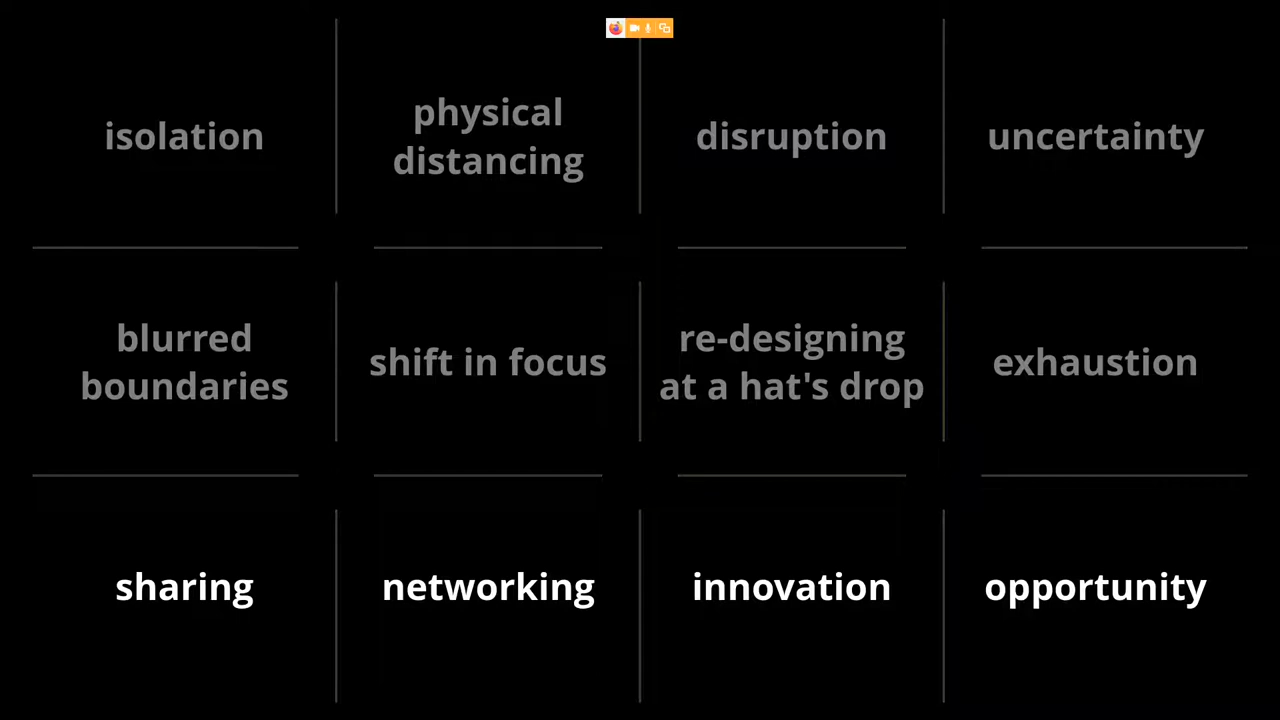 isolation
physical
distancing
disruption
uncertainty
blurred
boundaries
shift in focus
re-designing
at a hat's drop
exhaustion
sharing
networking
innovation
opportunity